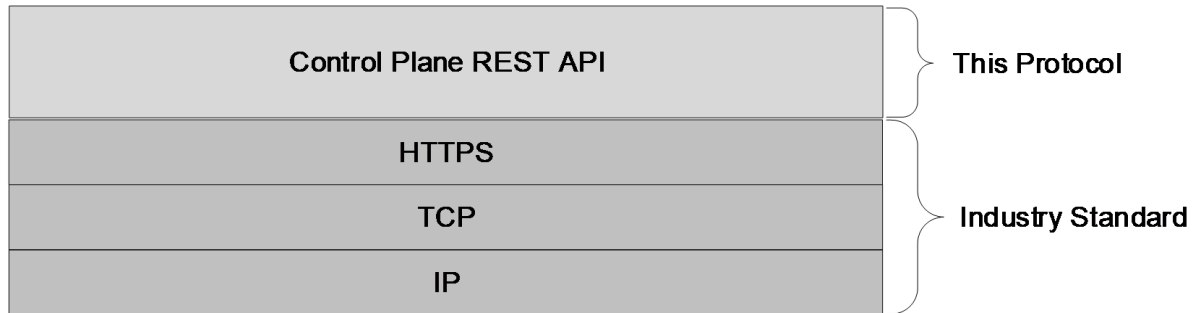 Control Plane REST API
This Protocol
HTTPS
TCP
Industry Standard
IP